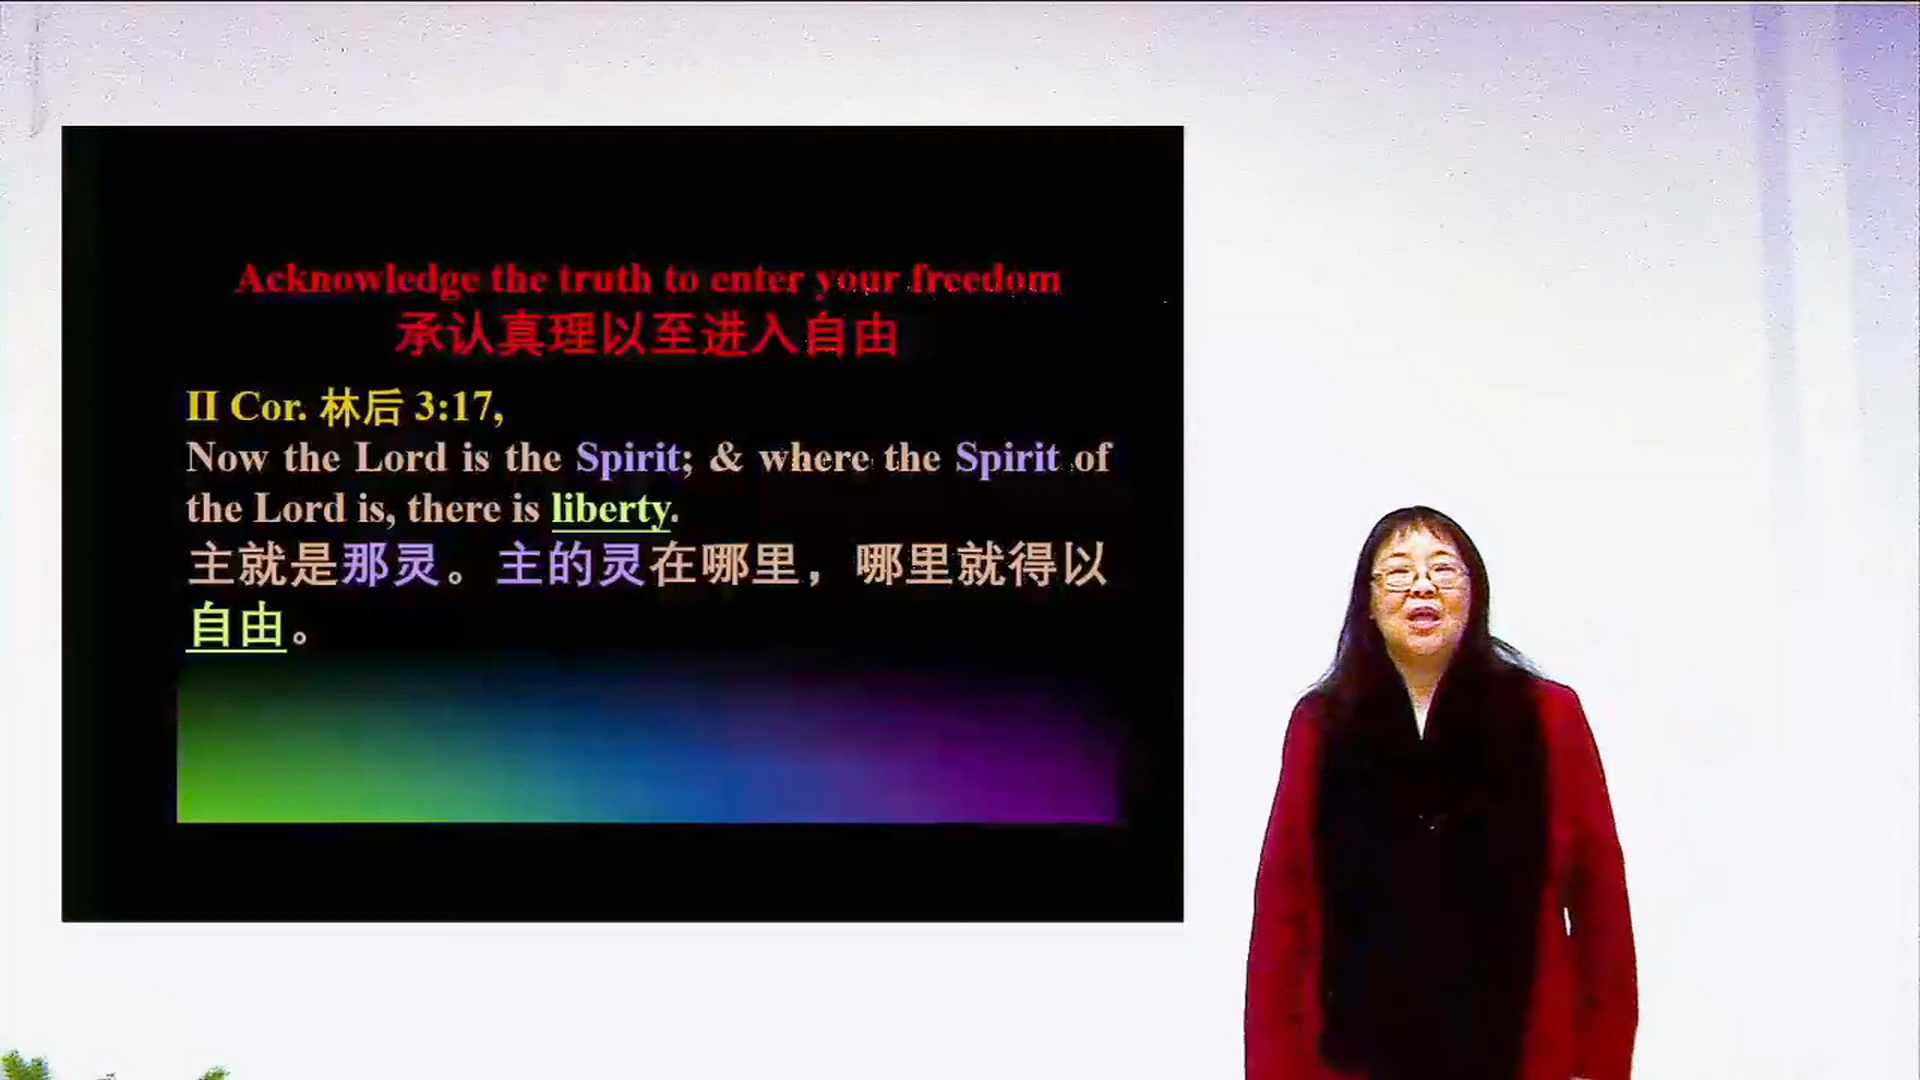 Acknowledge the truth to enter your freedom
承认真理以至进入自由
II Cor. 林后 3:17,
Now the Lord is the Spirit; & where the Spirit of
the Lord is, there is liberty.
主就是那灵。主的灵在哪里，哪里就得以
自由。